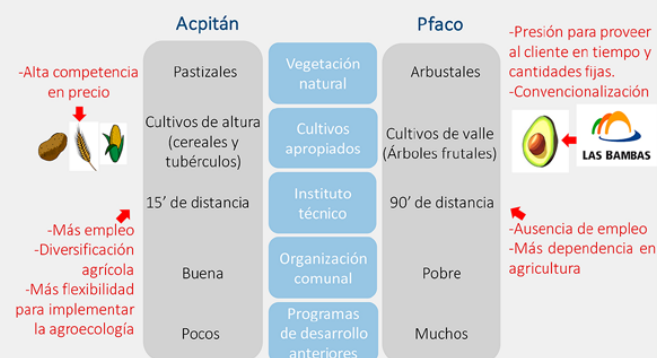 Acpitán
Pfaco
-Alta competencia
en precio
Pastizales
Vegetación
natural
Arbustales
-Presión para proveer
al cliente en tiempo y
cantidades fijas.
-Convencionalización
Cultivos de altura
(cereales y
tubérculos)
Cultivos
apropiados
Cultivos de valle
(Árboles frutales)
LAS BAMBAS
15' de distancia
Instituto
técnico
90' de distancia
-Más empleo
-Diversificación
agrícola
-Más flexibilidad
para implementar
la agroecología
-Ausencia de empleo
-Más dependencia en
agricultura
Buena
Organización
comunal
Pobre
Pocos
Programas
de desarrollo
anteriores
Muchos